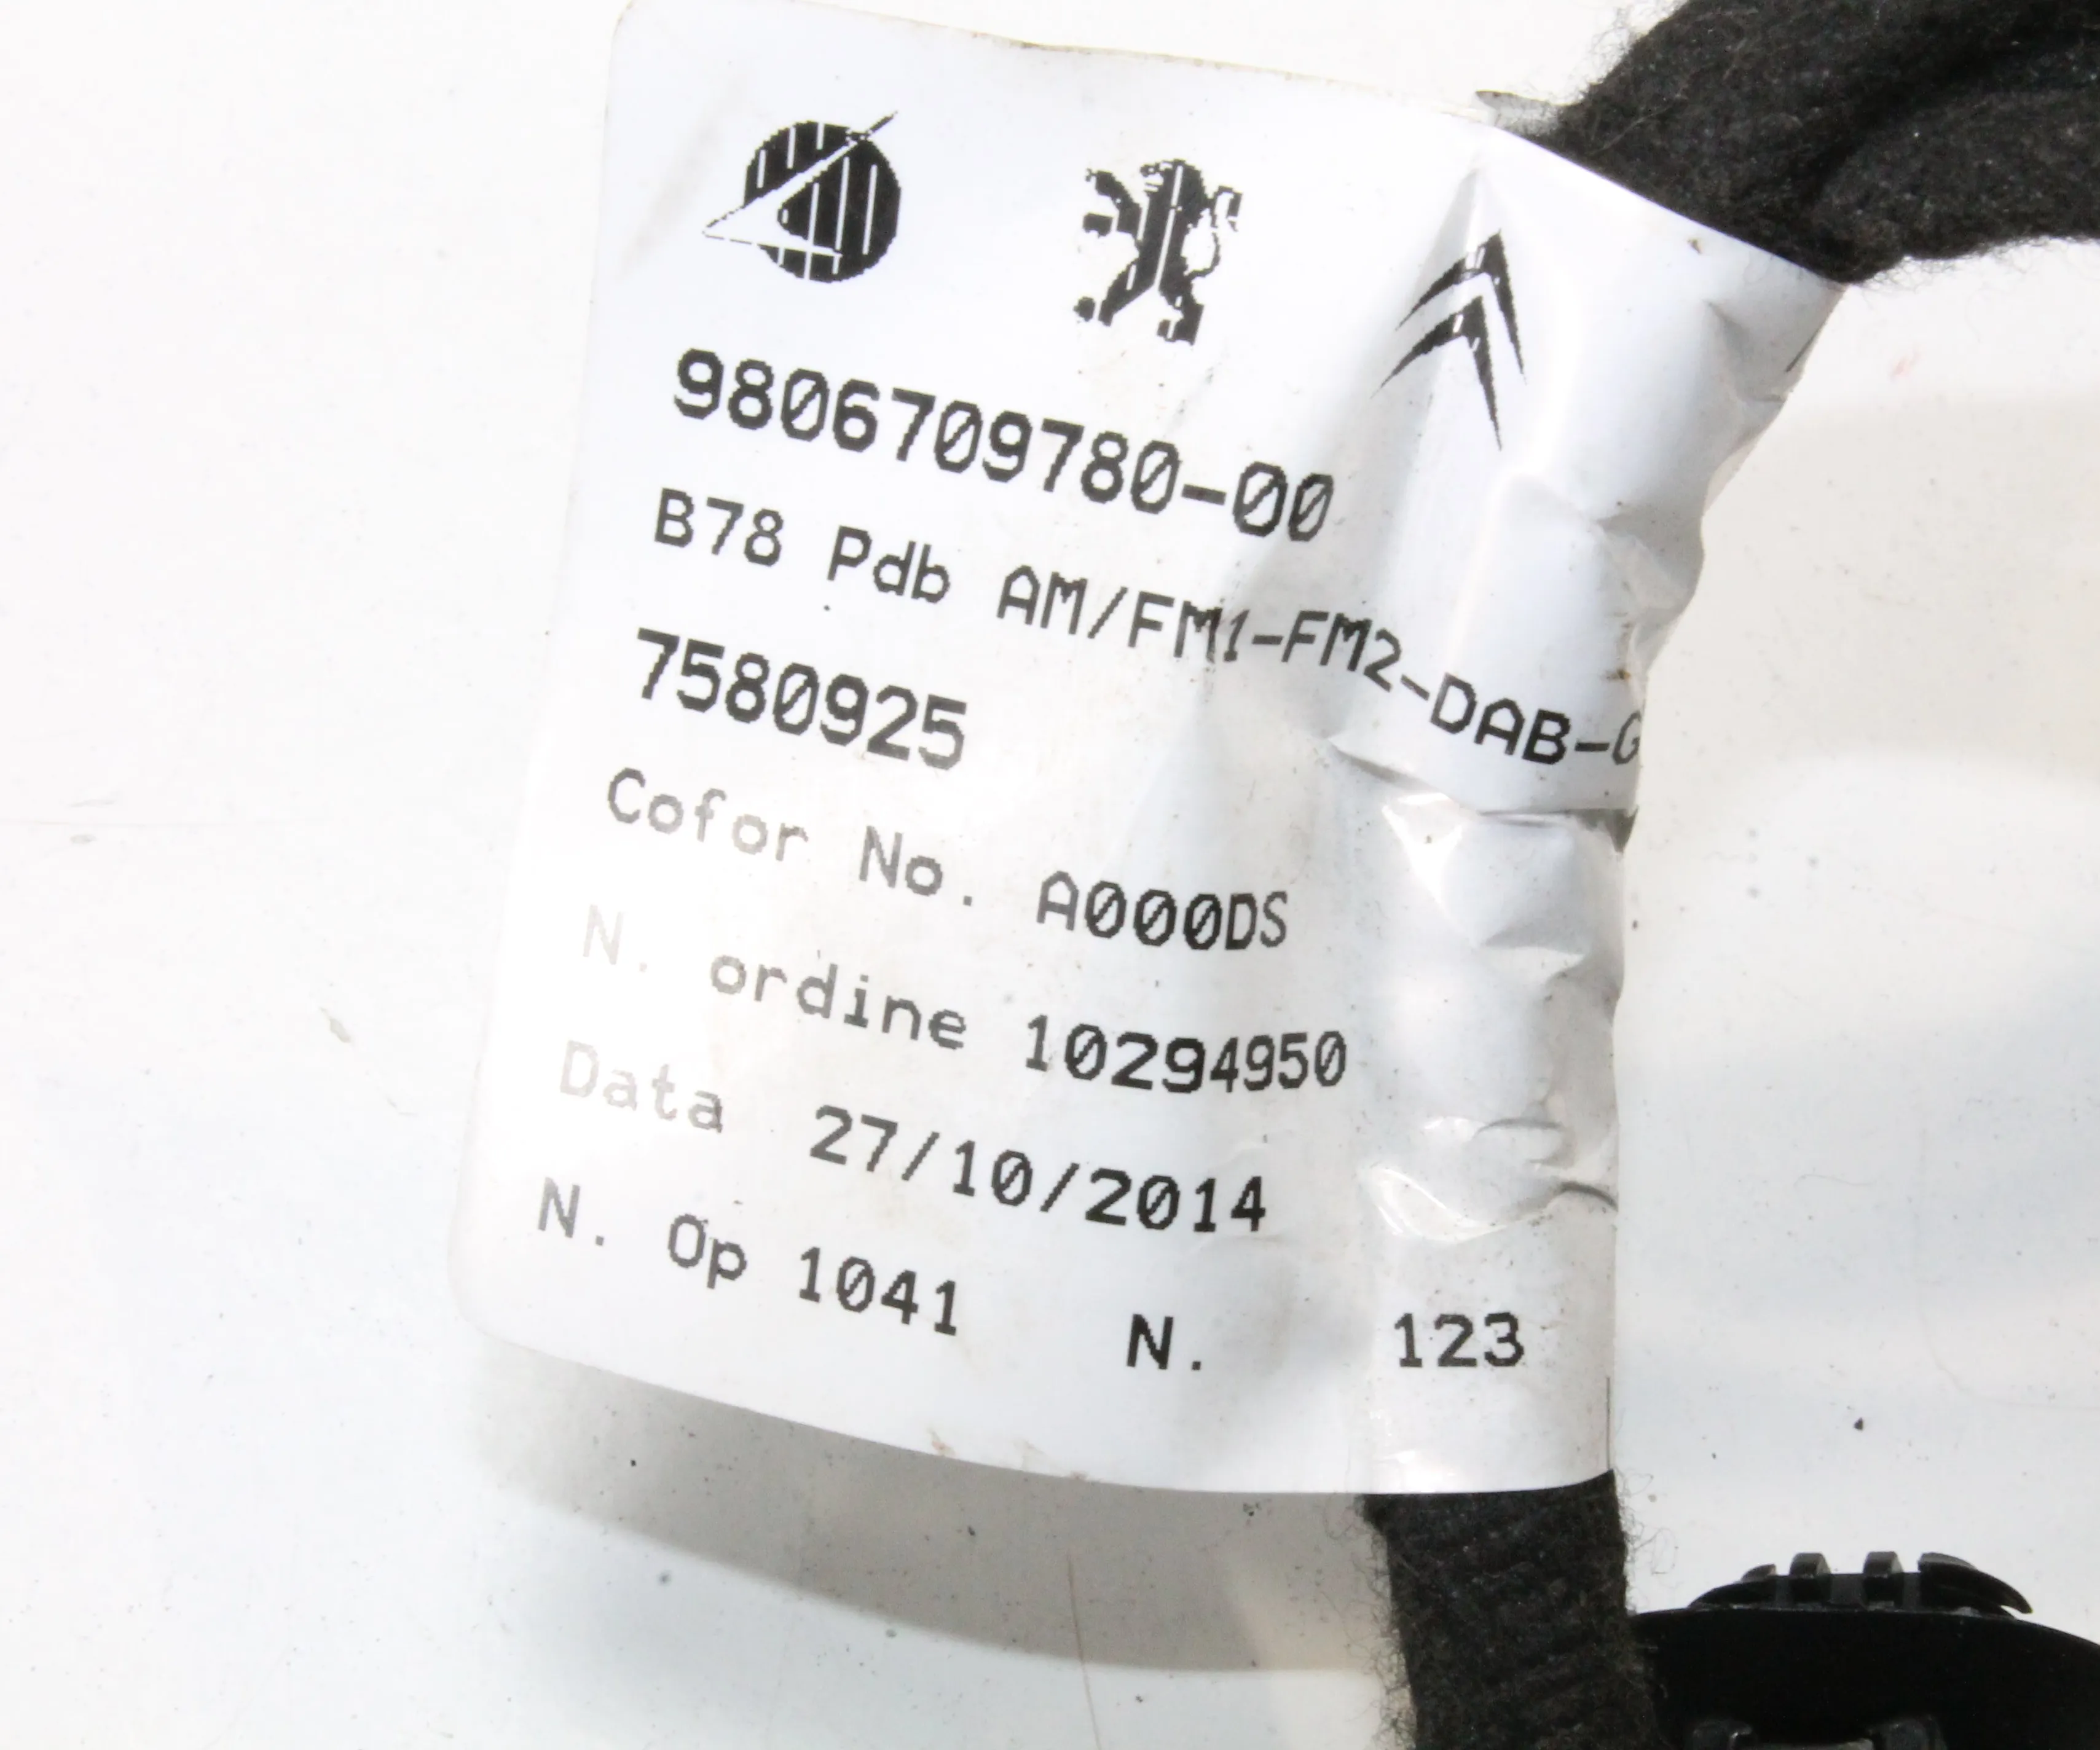 9806709780-00
B78 Pdb AM/FM1-FM2-DAB-G
7580925
Cofor No. A000DS
N. ordine 10294950
Data 27/10/2014
N. Op 1041 N. 123